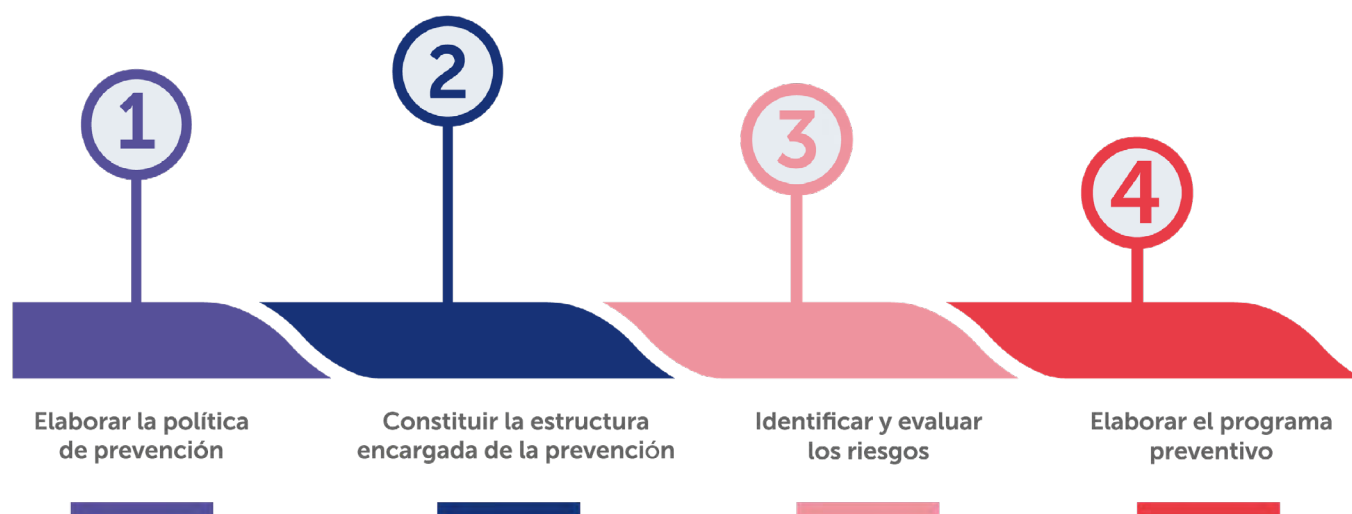 1
2
3
4
Elaborar la política
de prevención
Constituir la estructura
encargada de la prevención
Identificar y evaluar
los riesgos
Elaborar el programa
preventivo